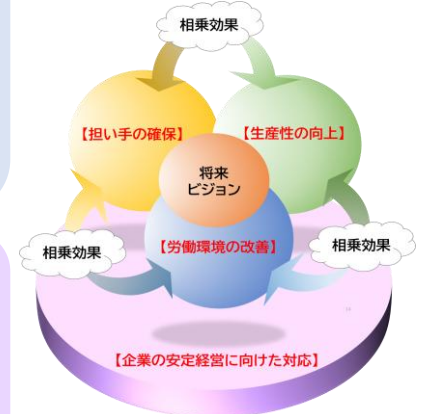 相乗効果
【担い手の確保】
【生産性の向上】
将来
ビジョン
相乗効果
【労働環境の改善】
相乗効果
【企業の安定経営に向けた対応】